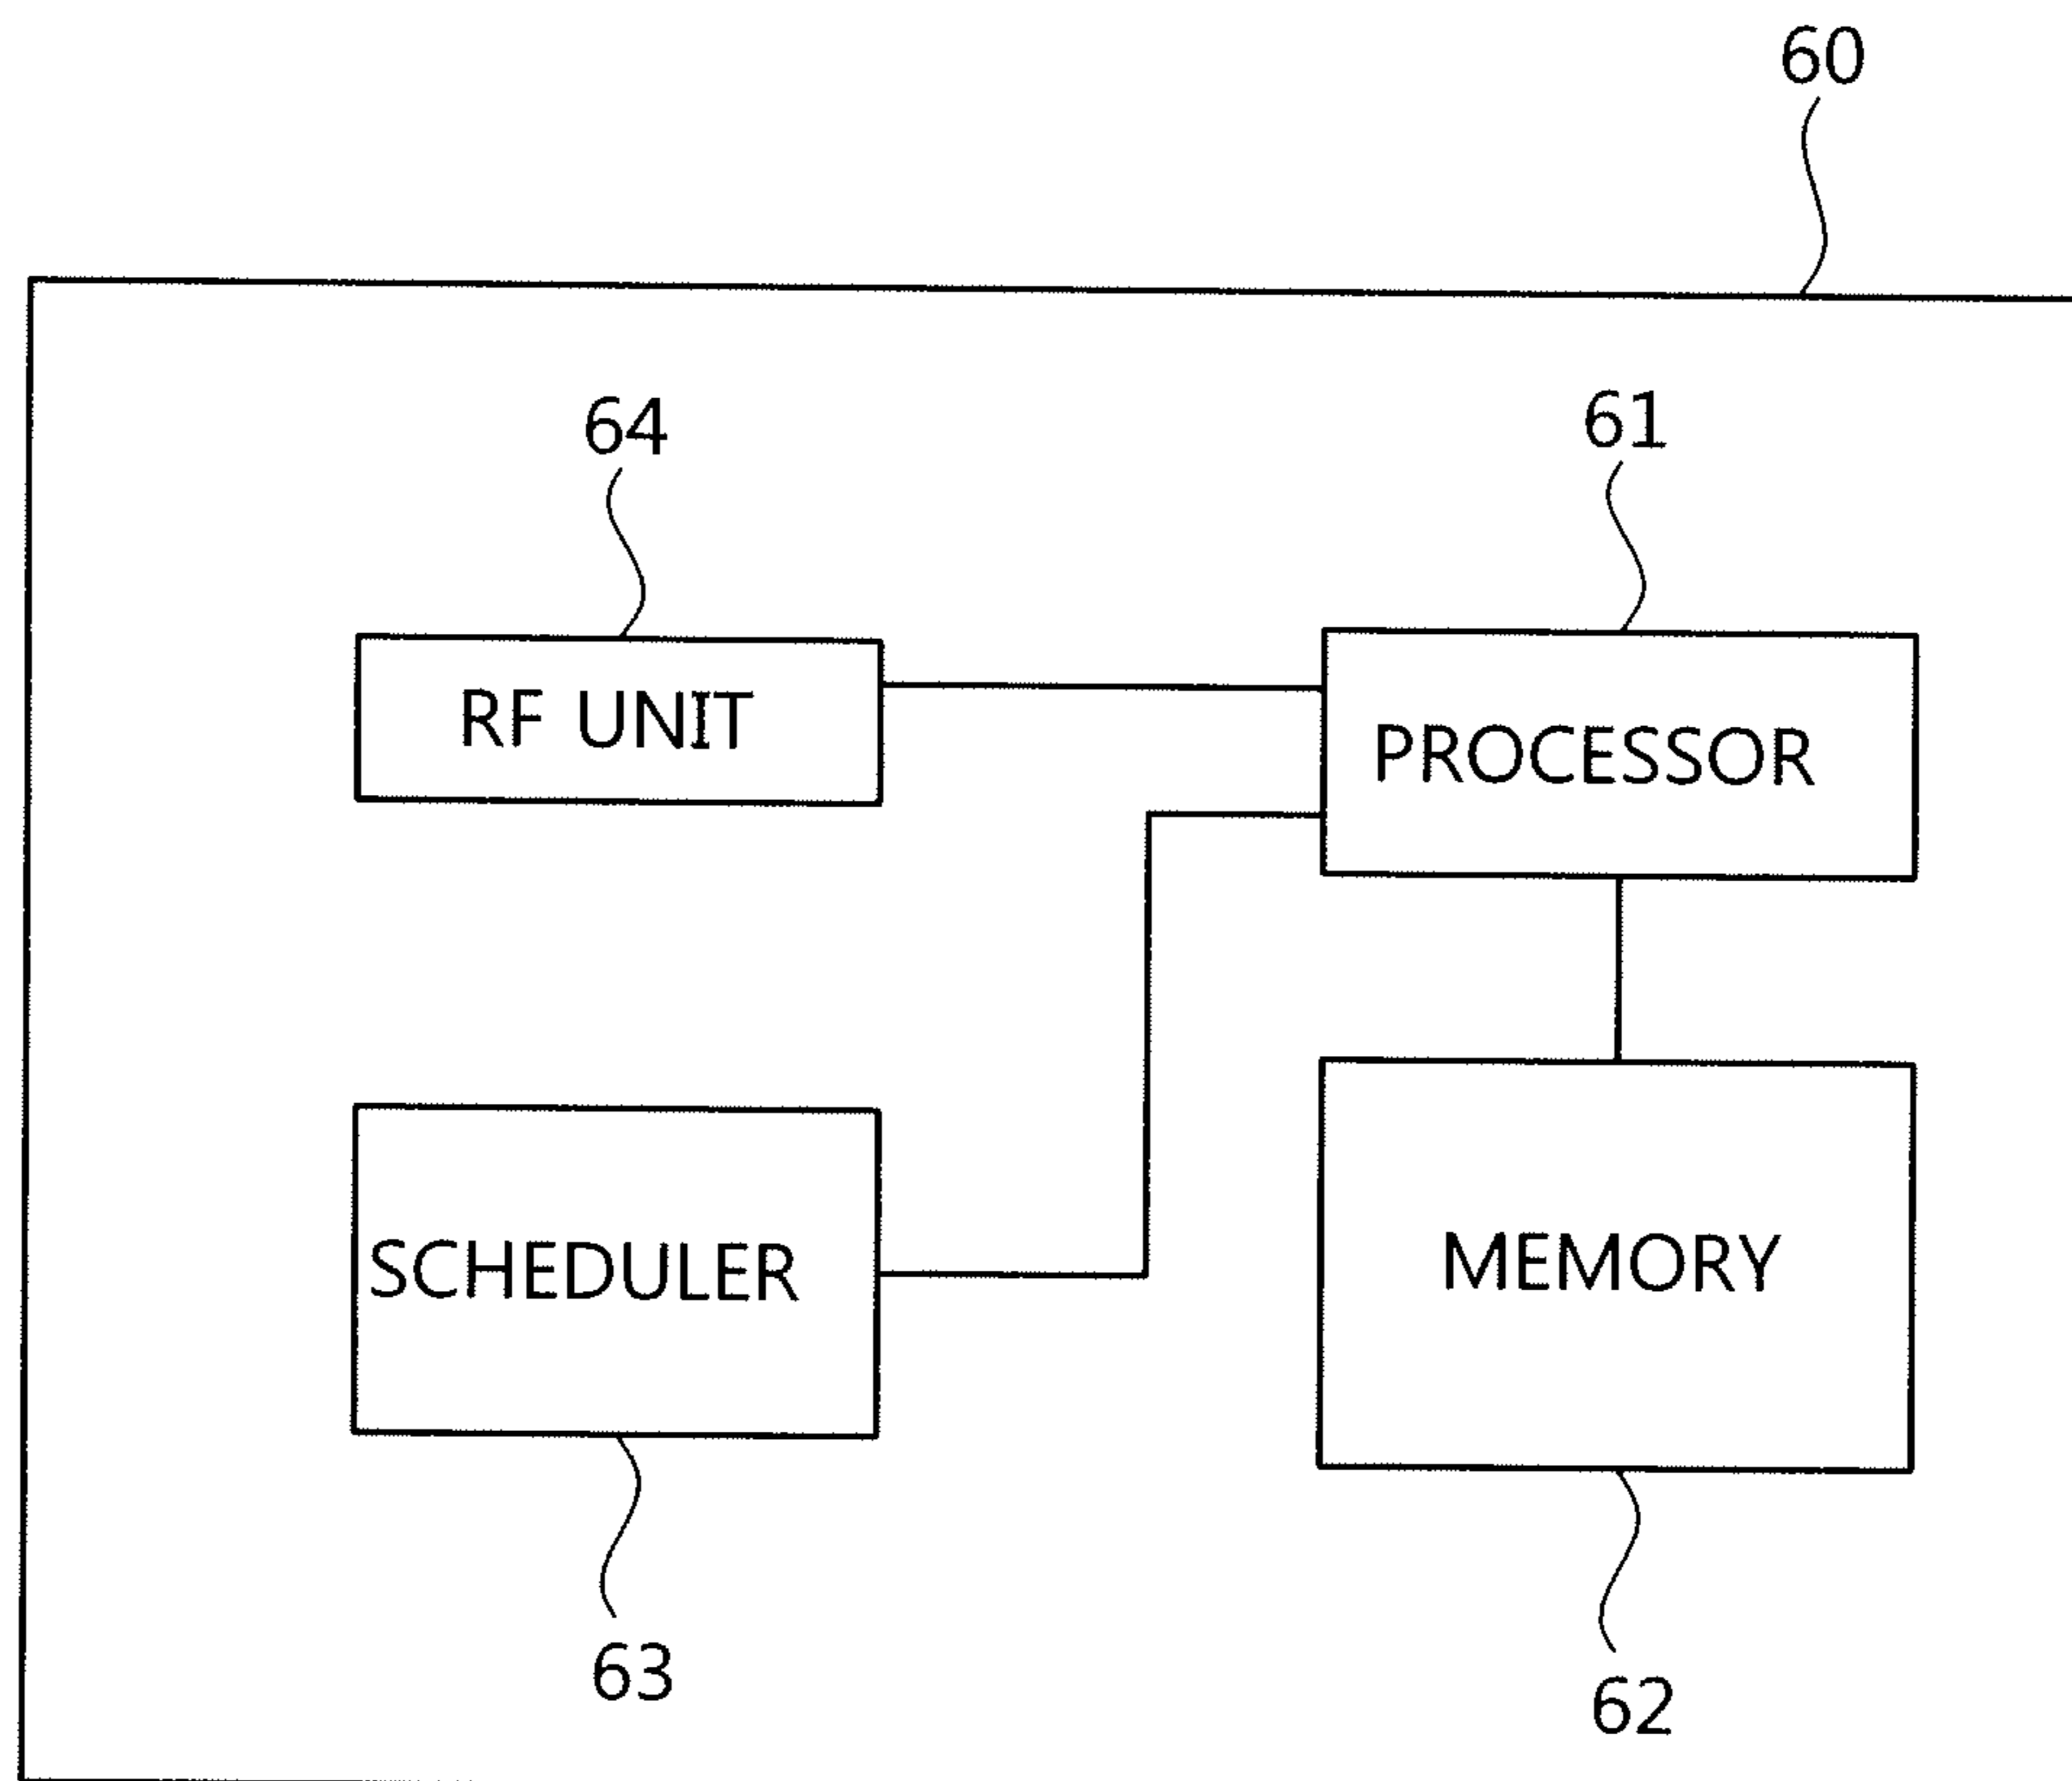 60
64
61
RF UNIT
PROCESSOR
SCHEDULER
MEMORY
63
62